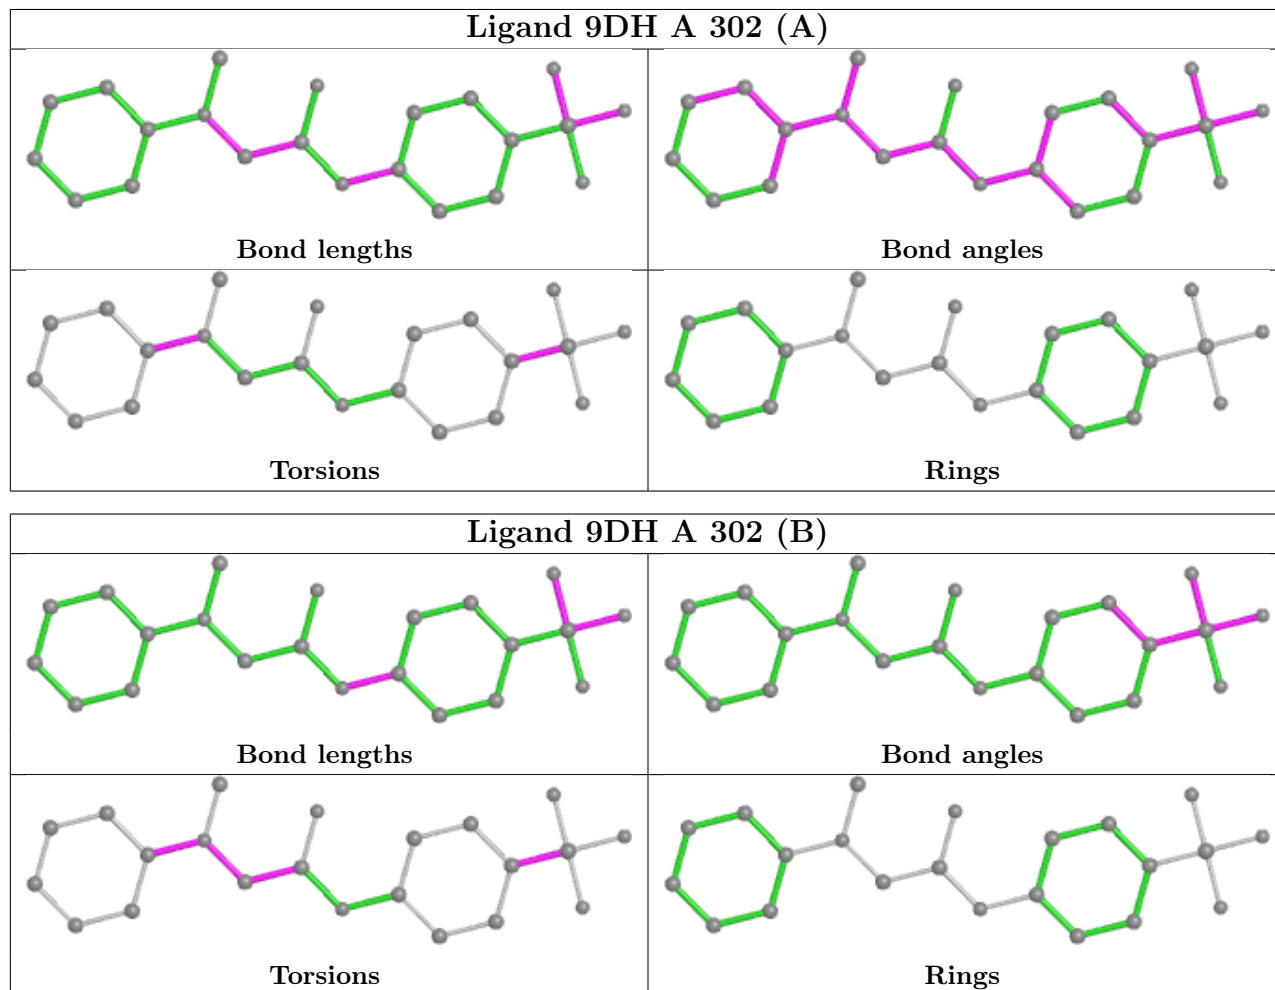 Ligand 9DH A 302 (A)
Bond lengths
Bond angles
Torsions
Rings
Ligand 9DH A 302 (B)
Bond lengths
Bond angles
Torsions
Rings